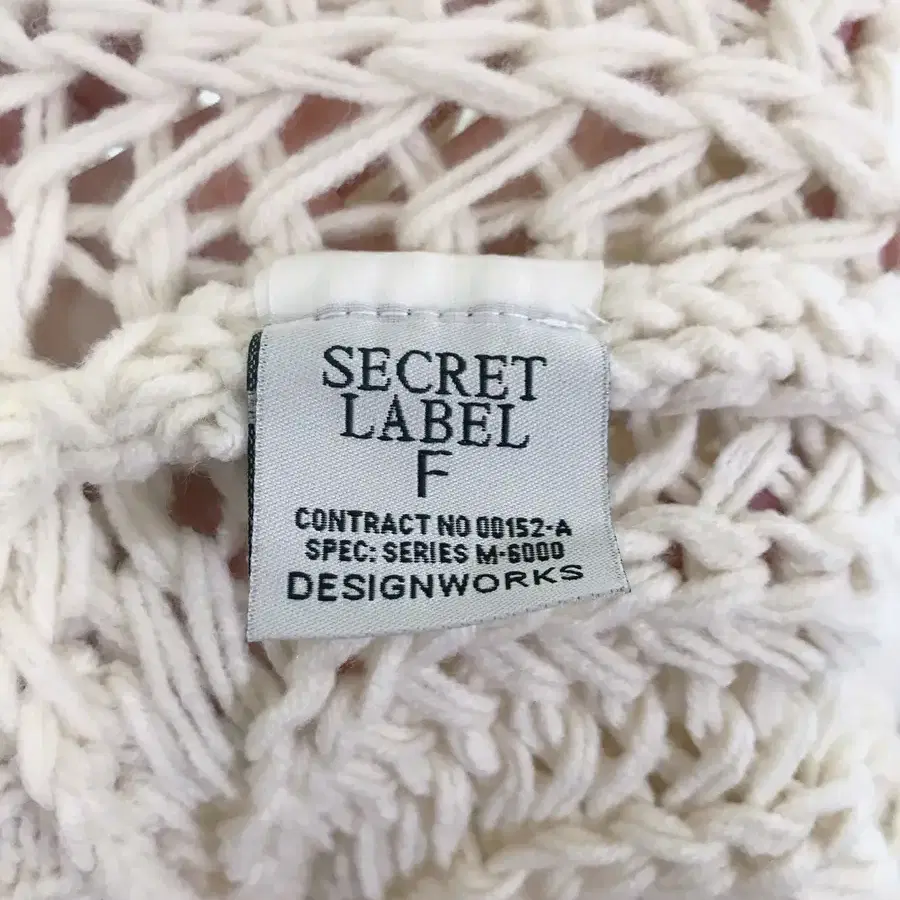 SECRET
LABEL
F
CONTRACT NO 00152-A
SPEC: SERIES M-6000
DESIGNWORKS